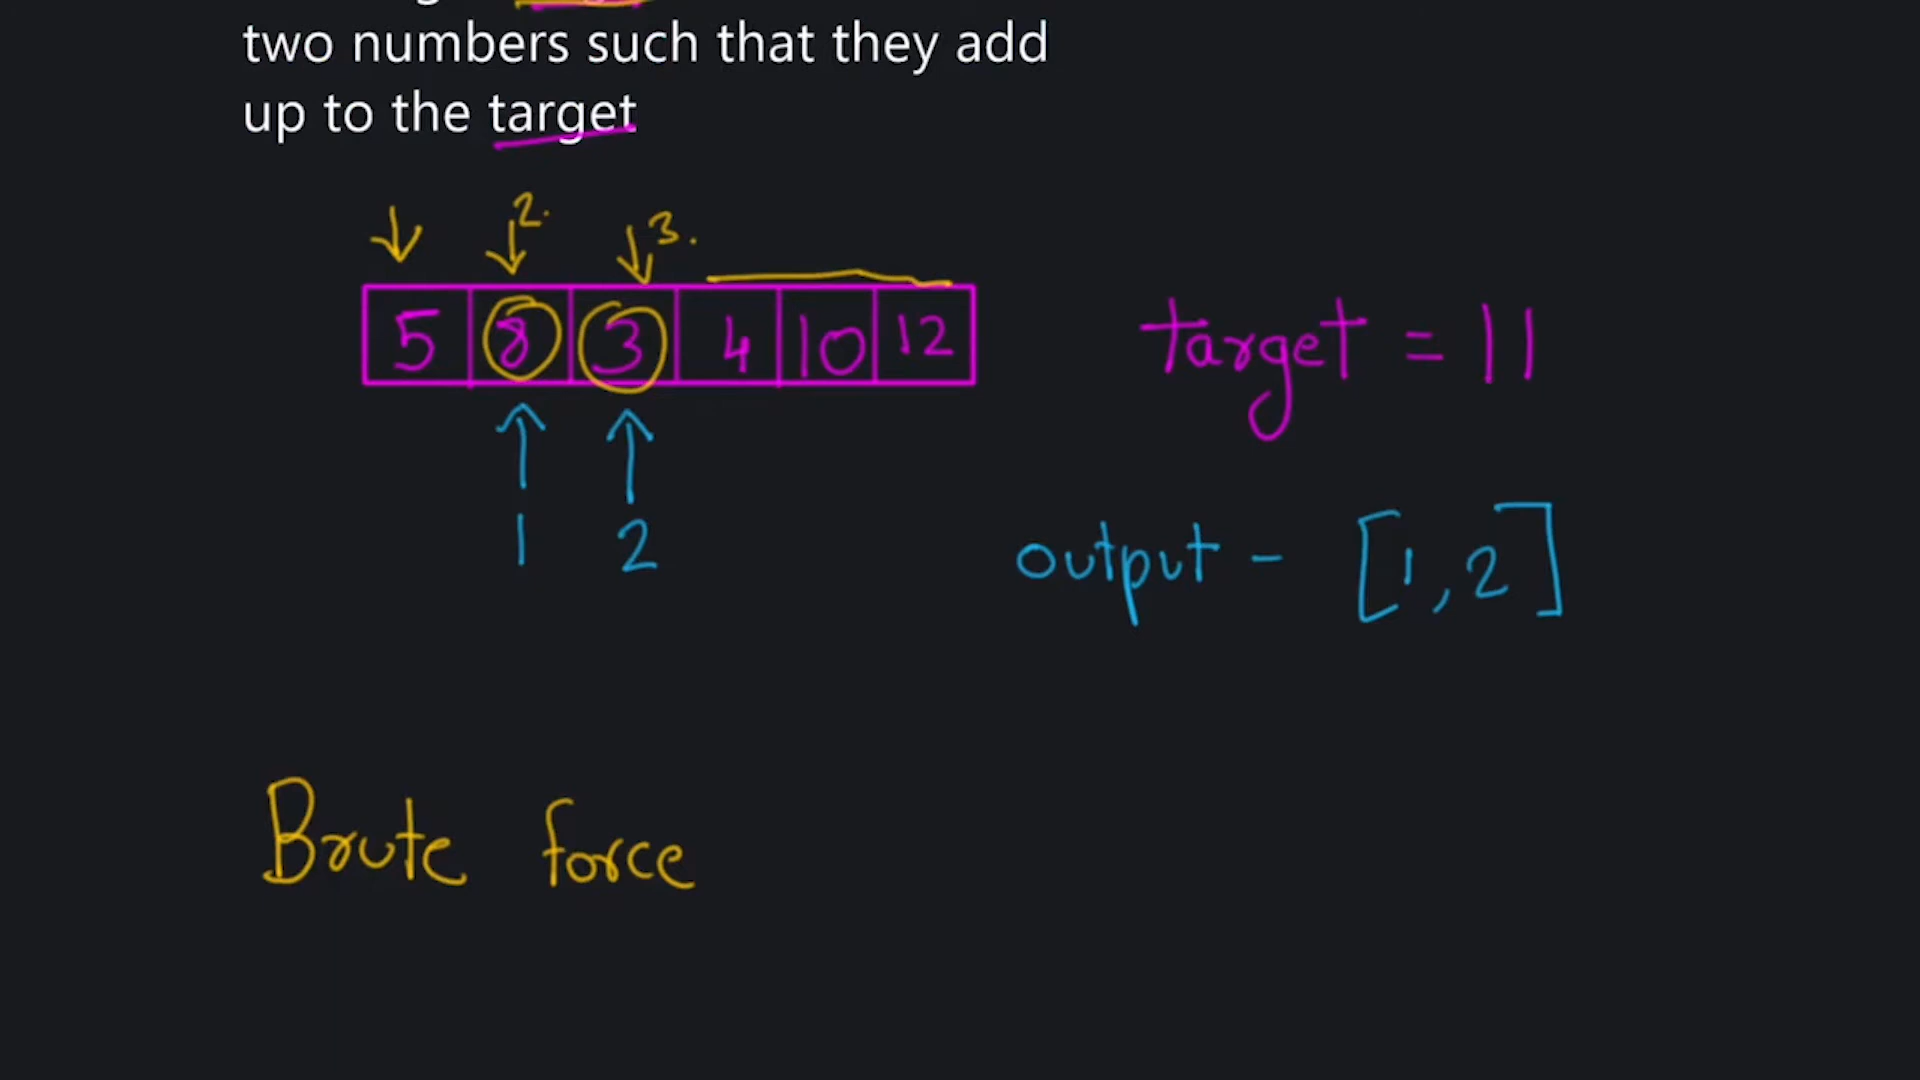 two numbers such that they add
up to the target
2.
3.
5 8 3 4 10 12
target = 11
1 2
output - [1,2]
Brute force